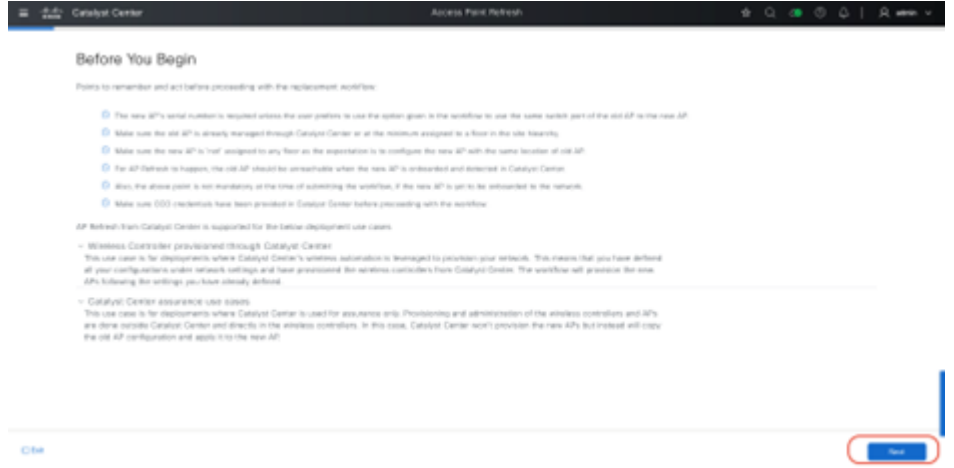 Catalyst Center
Access Point Refresh
admin
Before You Begin
Points to remember and act before proceeding with the replacement workflow:
The new AP's serial number is required unless the user prefers to use the option given in the workflow to use the same switch port of the old AP to the new AP.
Make sure the old AP is already managed through Catalyst Center or at the minimum assigned to a floor in the site hierarchy.
Make sure the new AP is 'not' assigned to any floor as the expectation is to configure the new AP with the same location of old AP.
For AP Refresh to happen, the old AP should be unreachable when the new AP is onboarded and detected in Catalyst Center.
Also, the above point is not mandatory at the time of submitting the workflow, if the new AP is yet to be onboarded to the network.
Make sure CCO credentials have been provided in Catalyst Center before proceeding with the workflow.
AP Refresh from Catalyst Center is supported for the below deployment use cases.
Wireless Controller provisioned through Catalyst Center
This use case is for deployments where Catalyst Center's wireless automation is leveraged to provision your network. This means that you have defined
all your configurations under network settings and have provisioned the wireless controllers from Catalyst Center. The workflow will provision the new
APs following the settings you have already defined.
Catalyst Center assurance use cases
This use case is for deployments where Catalyst Center is used for assurance only. Provisioning and administration of the wireless controllers and APs
are done outside Catalyst Center and directly in the wireless controllers. In this case, Catalyst Center won't provision the new APs but instead will copy
the old AP configuration and apply it to the new AP.
Exit
Next